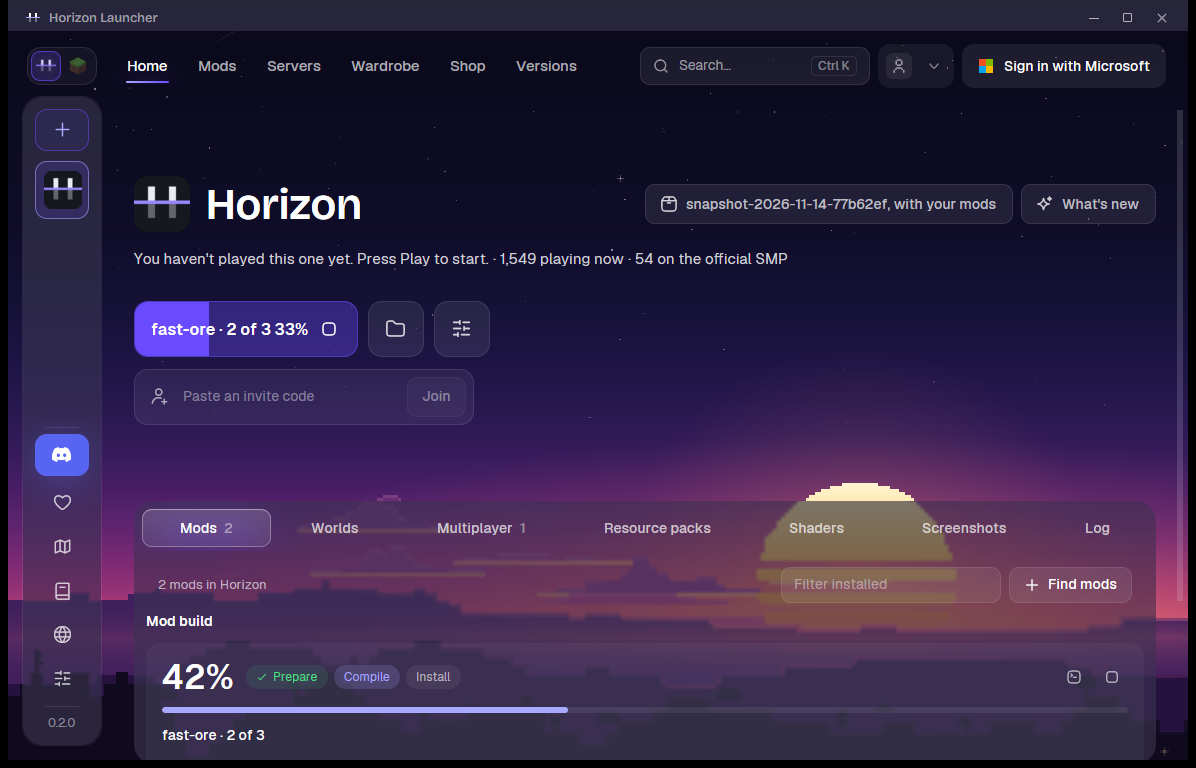 Horizon Launcher
Home Mods Servers Wardrobe Shop Versions Search... Ctrl K Sign in with Microsoft
Horizon
snapshot-2026-11-14-77b62ef, with your mods What's new
You haven't played this one yet. Press Play to start. · 1,549 playing now · 54 on the official SMP
fast-ore · 2 of 3 33%
Paste an invite code Join
Mods 2 Worlds Multiplayer 1 Resource packs Shaders Screenshots Log
2 mods in Horizon Filter installed Find mods
Mod build
42% Prepare Compile Install
fast-ore · 2 of 3
0.2.0